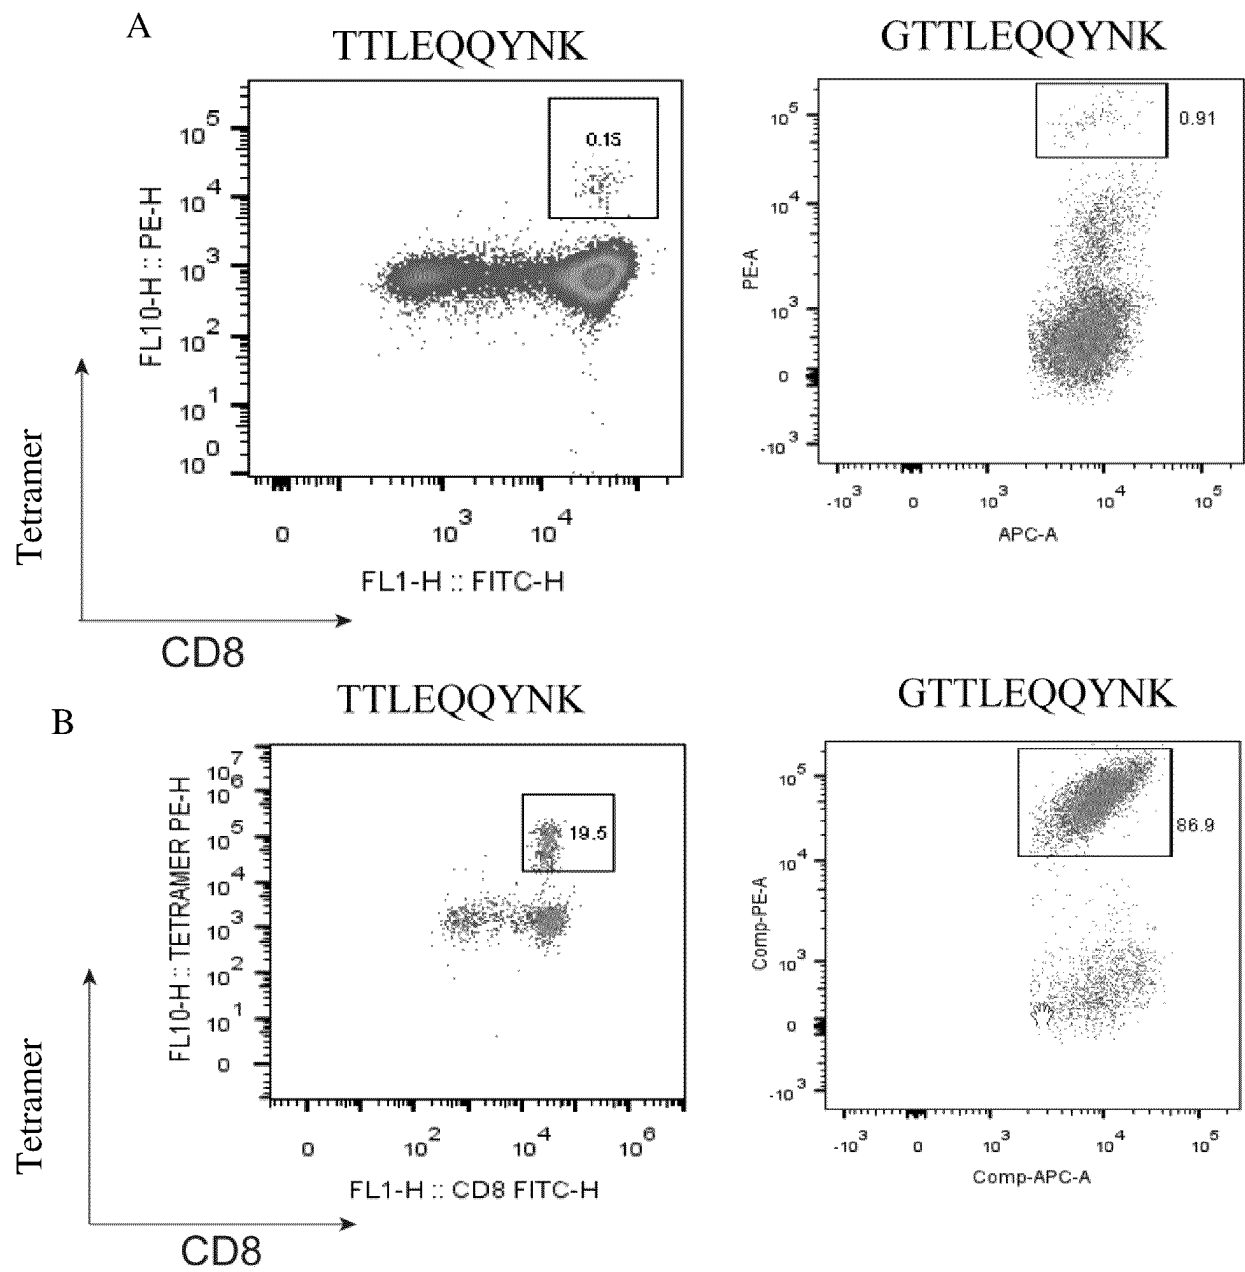 A
TTLEQQYNK
GTTLEQQYNK
10^5
10^4
10^3
10^2
10^1
10^0
FL10-H :: PE-H
0.15
0
10^3
10^4
FL1-H :: FITC-H
10^5
10^4
10^3
0
-10^3
PE-A
0.91
-10^3
0
10^3
10^4
10^5
APC-A
Tetramer
CD8
B
TTLEQQYNK
GTTLEQQYNK
10^7
10^6
10^5
10^4
10^3
10^2
10^1
0
FL10-H :: TETRAMER PE-H
19.5
0
10^2
10^4
10^6
FL1-H :: CD8 FITC-H
10^5
10^4
10^3
0
-10^3
Comp-PE-A
86.9
-10^3
0
10^3
10^4
10^5
Comp-APC-A
Tetramer
CD8